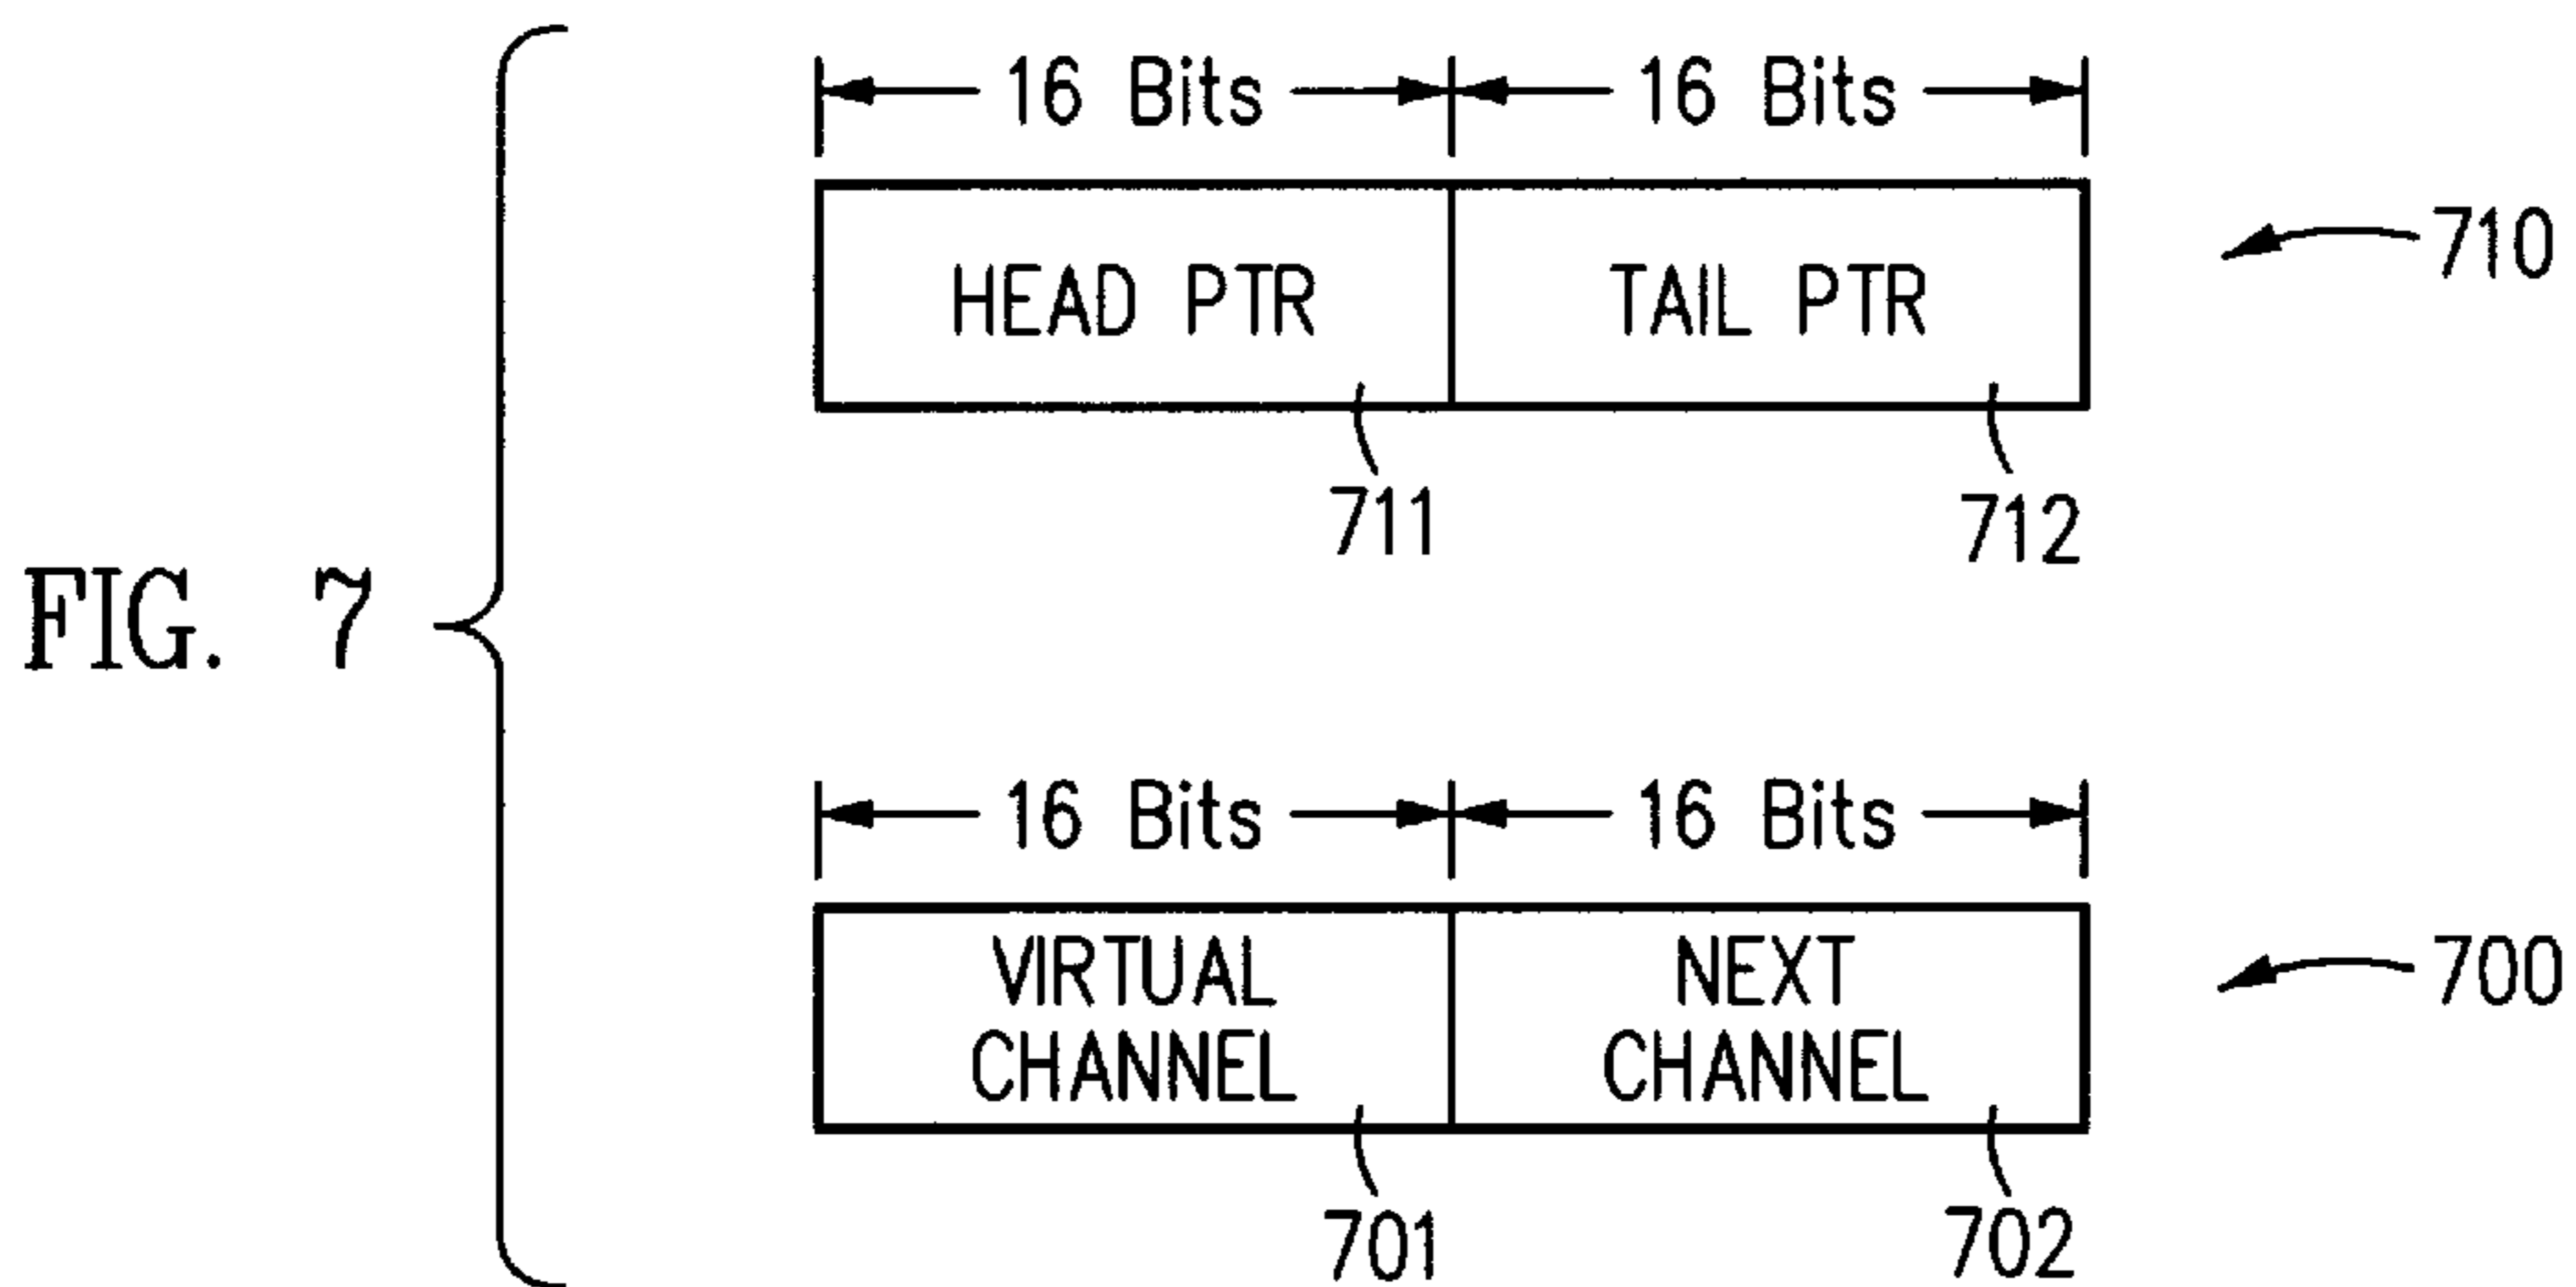 16 Bits 16 Bits
HEAD PTR TAIL PTR
710
711 712
FIG. 7
16 Bits 16 Bits
VIRTUAL CHANNEL
NEXT CHANNEL
700
701 702